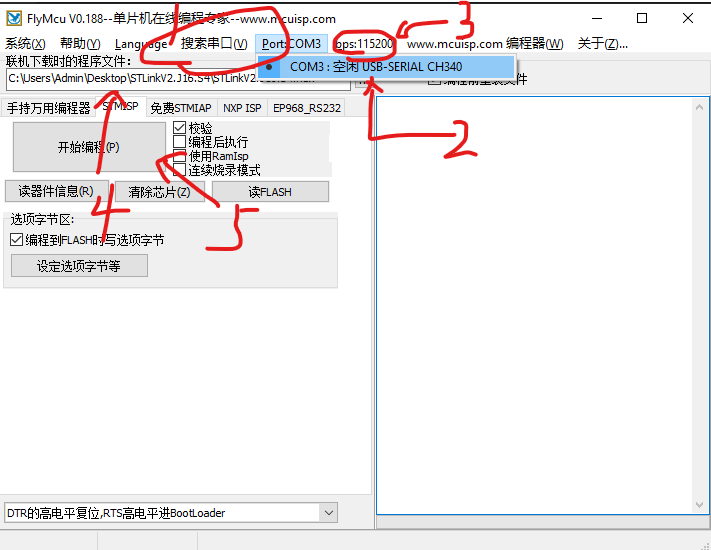 FlyMcu V0.188--单片机在线编程专家--www.mcuisp.com
系统(X) 帮助(Y) Language 搜索串口(V) Port:COM3 bps:115200 www.mcuisp.com 编程器(W) 关于(Z)...
联机下载时的程序文件:
COM3 : 空闲 USB-SERIAL CH340
C:\Users\Admin\Desktop\STLinkV2.J16.S4\STLinkV2.
手持万用编程器 STMISP 免费STMIAP NXP ISP EP968_RS232
开始编程(P)
校验
编程后执行
使用RamIsp
连续烧录模式
读器件信息(R) 清除芯片(Z) 读FLASH
选项字节区:
编程到FLASH时写选项字节
设定选项字节等
DTR的高电平复位,RTS高电平进BootLoader
1
2
3
4
5